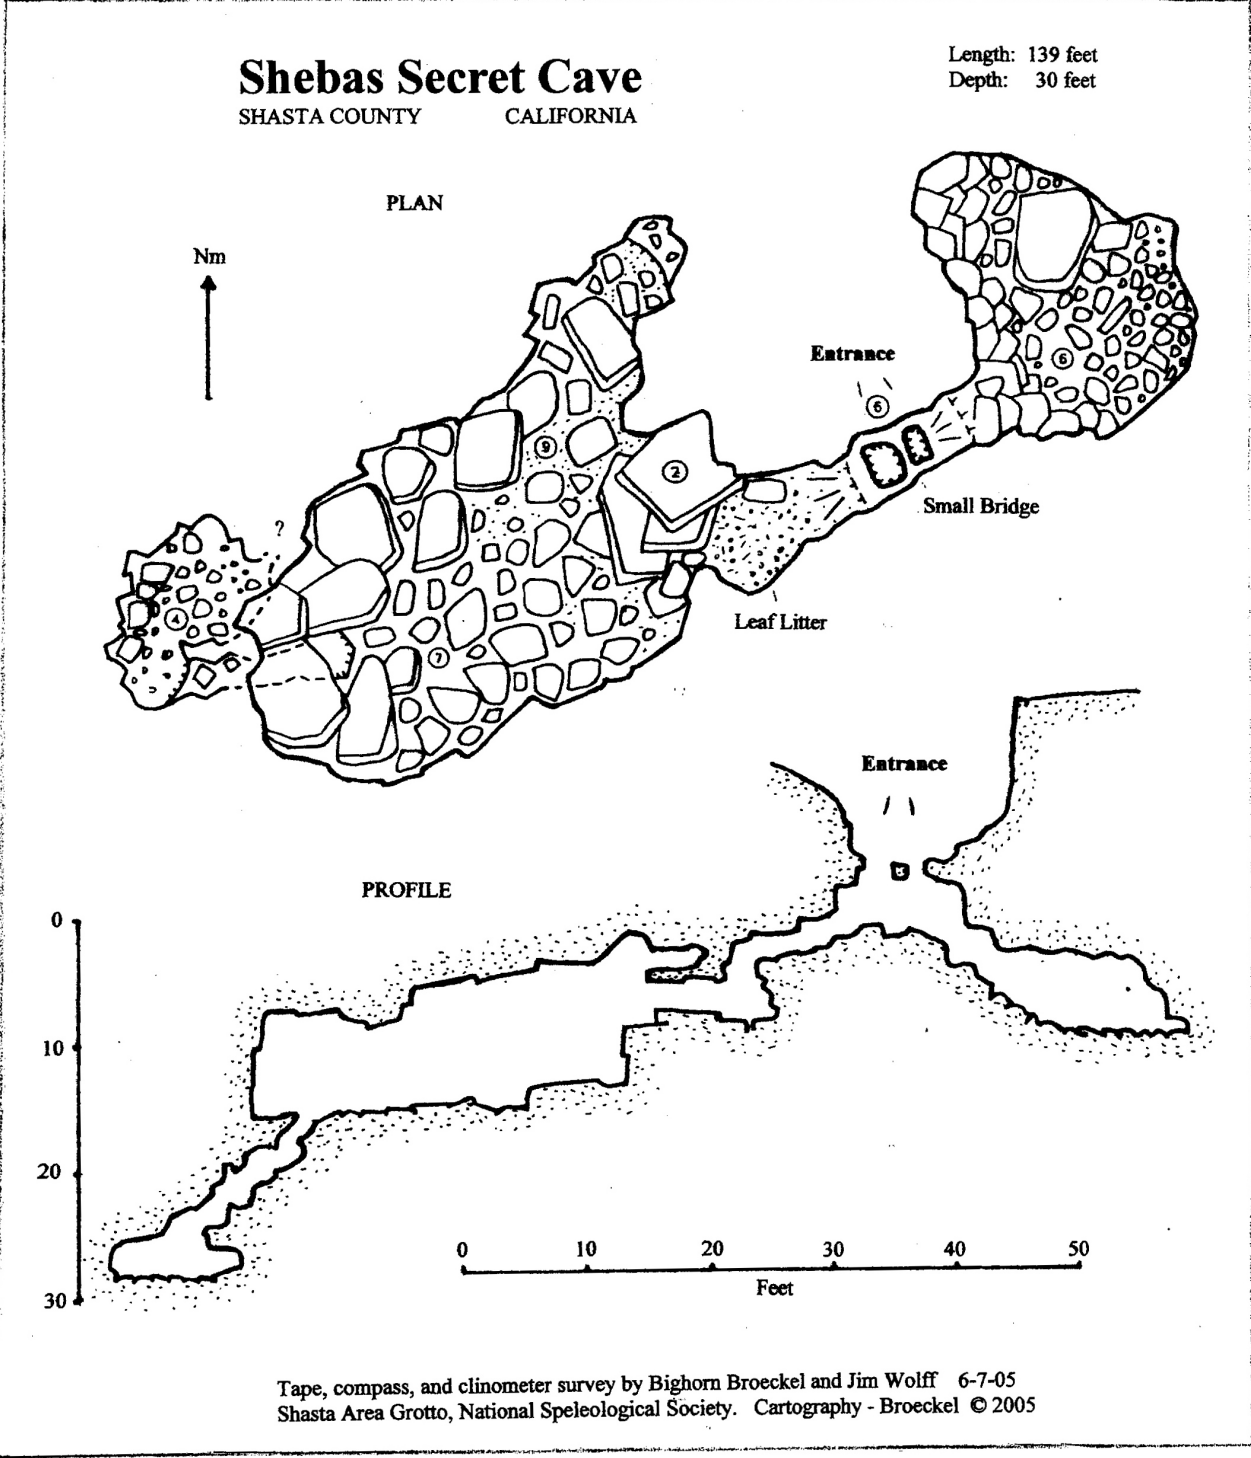 Shebas Secret Cave
SHASTA COUNTY CALIFORNIA
Length: 139 feet
Depth: 30 feet
PLAN
Nm
Entrance
6
6
9
2
?
4
7
Small Bridge
Leaf Litter
Entrance
PROFILE
0
10
20
30
0 10 20 30 40 50
Feet
Tape, compass, and clinometer survey by Bighorn Broeckel and Jim Wolff 6-7-05
Shasta Area Grotto, National Speleological Society. Cartography - Broeckel © 2005